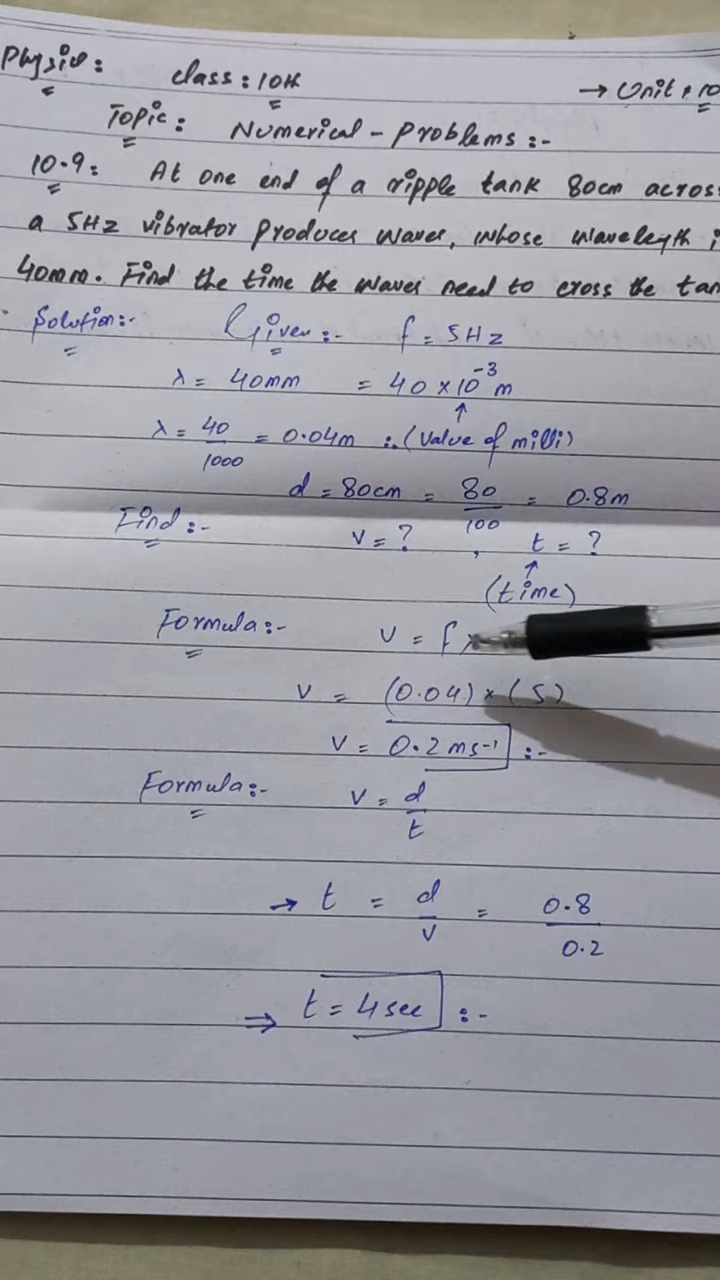 Physics: Class: 10th → Unit # 10
Topic: Numerical-Problems:-
10.9: At one end of a ripple tank 80cm across
a 5Hz vibrator produces waves, whose wavelength i
40mm. Find the time the waves need to cross the tan
Solution:- Given:- f = 5Hz
λ = 40mm = 40 × 10⁻³ m
↑
λ = 40/1000 = 0.04m ∴ (Value of milli)
d = 80cm = 80/100 = 0.8m
Find:- v = ? , t = ?
↑
(time)
Formula:- v = f
v = (0.04) × (5)
v = 0.2 ms⁻¹ :-
Formula:- v = d/t
→ t = d/v = 0.8/0.2
⇒ t = 4 sec :-